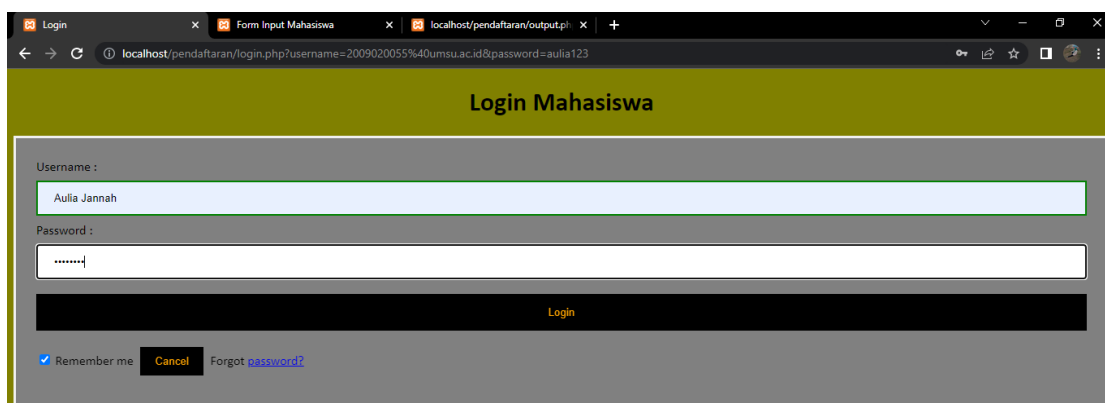 Login
Form Input Mahasiswa
localhost/pendaftaran/output.ph
localhost/pendaftaran/login.php?username=2009020055%40umsu.ac.id&password=aulia123
Login Mahasiswa
Username :
Aulia Jannah
Password :
Login
Remember me
Cancel
Forgot password?